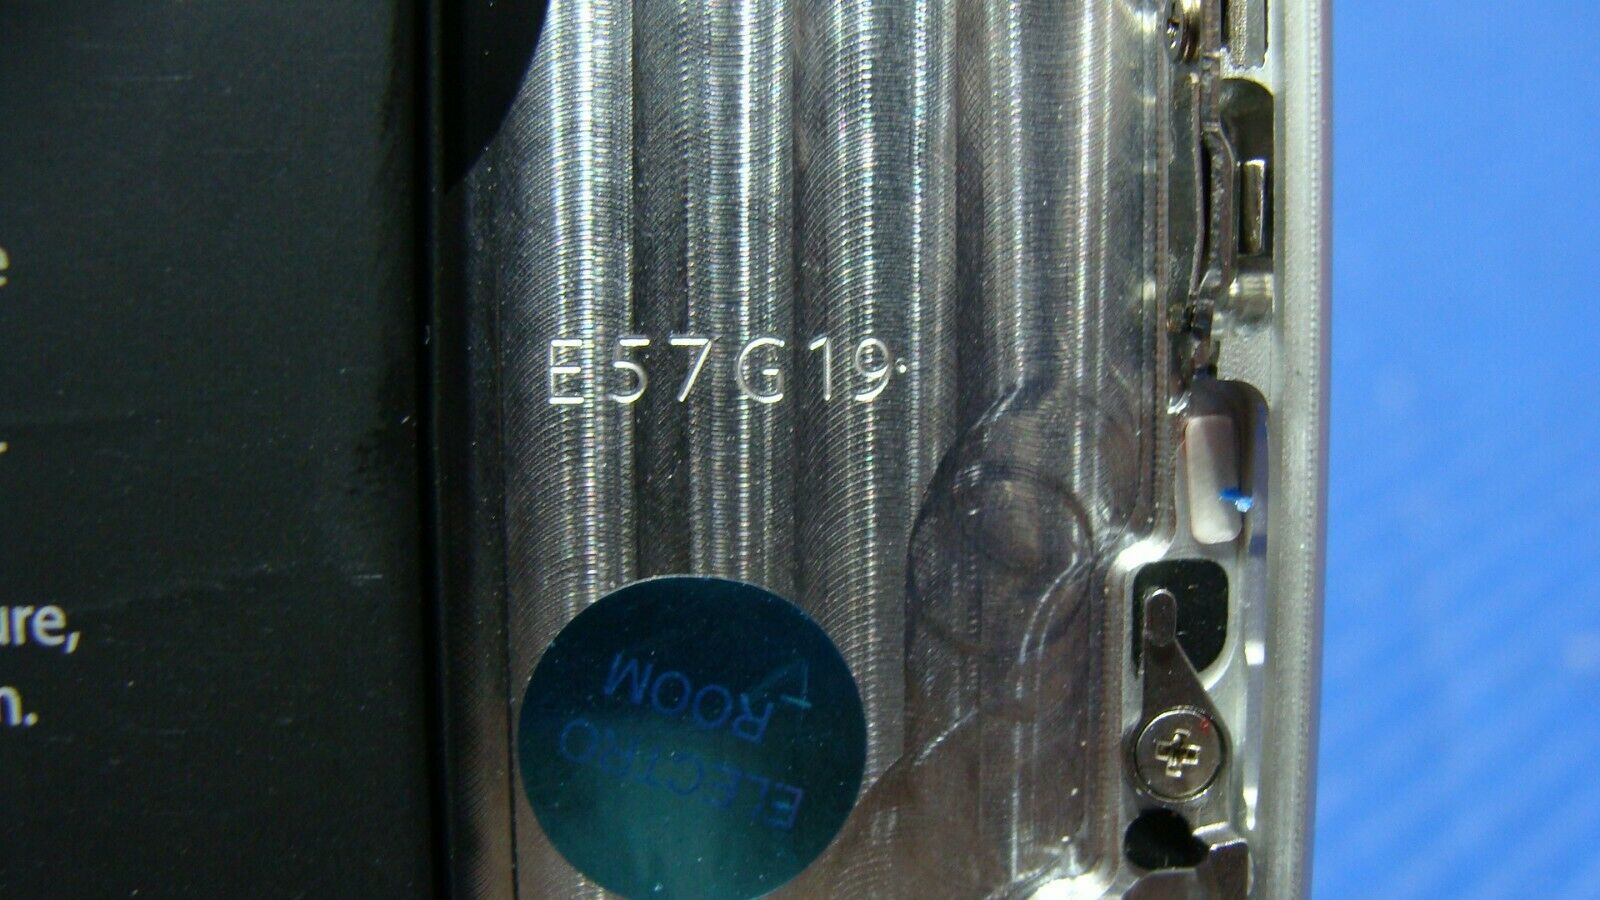 e
E57G19.
ure,
n.
ELECTRO
ROOM